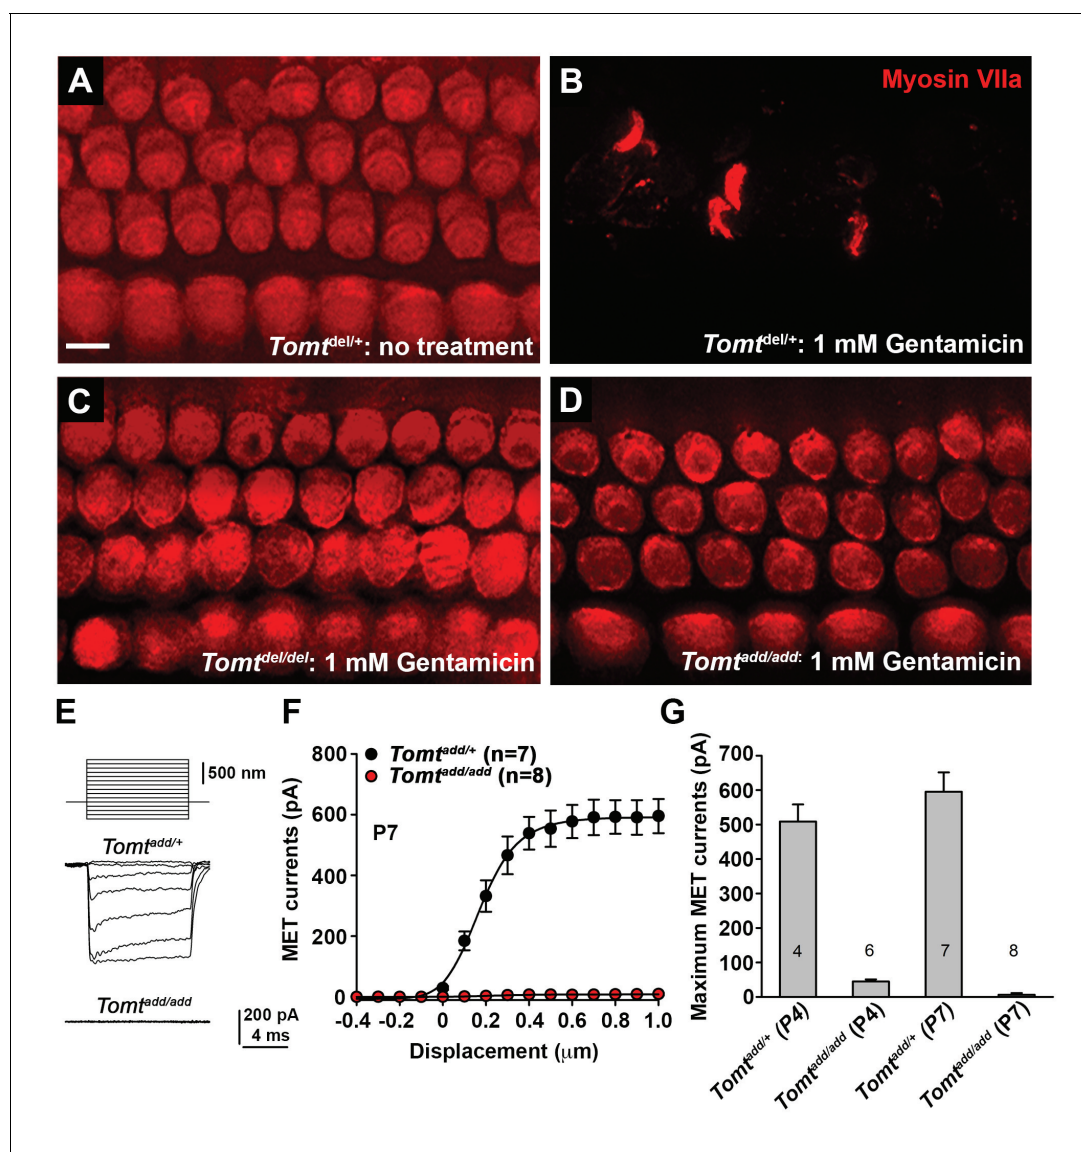 A
Tomt^del/+: no treatment
B
Myosin VIIa
Tomt^del/+: 1 mM Gentamicin
C
Tomt^del/del: 1 mM Gentamicin
D
Tomt^add/add: 1 mM Gentamicin
E
500 nm
Tomt^add/+
Tomt^add/add
200 pA
4 ms
F
Tomt^add/+ (n=7)
Tomt^add/add (n=8)
P7
MET currents (pA)
800
600
400
200
0
-0.4 -0.2 0 0.2 0.4 0.6 0.8 1.0
Displacement (μm)
G
Maximum MET currents (pA)
700
600
500
400
300
200
100
0
4 6 7 8
Tomt^add/+ (P4)
Tomt^add/add (P4)
Tomt^add/+ (P7)
Tomt^add/add (P7)